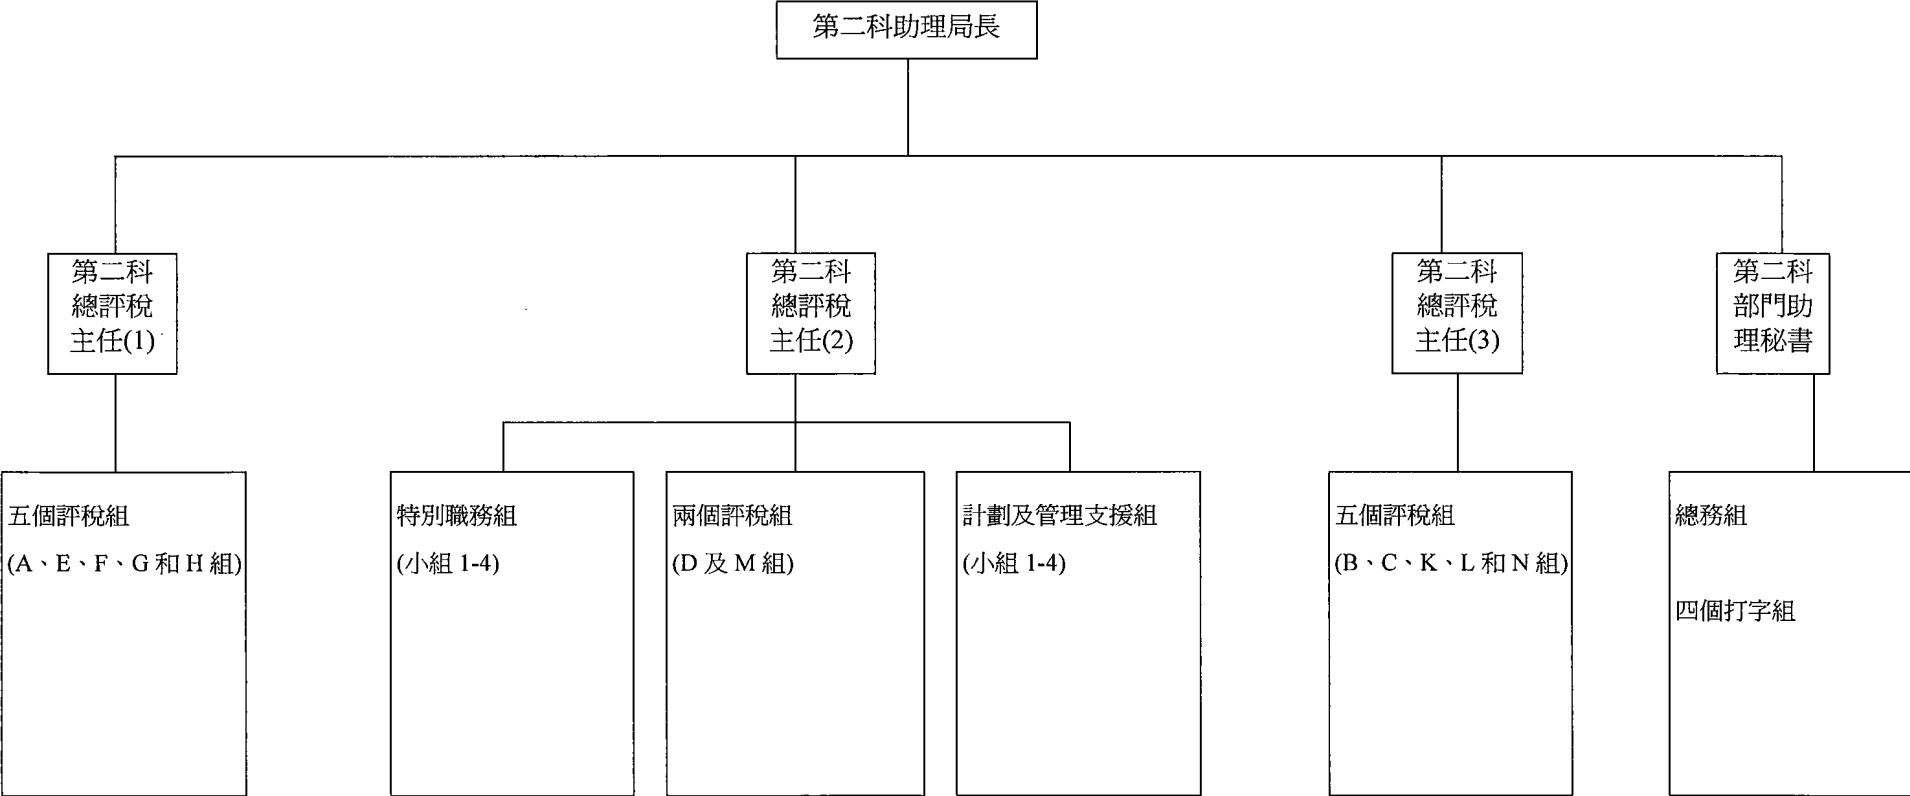 第二科助理局長
第二科
總評稅
主任(1)
第二科
總評稅
主任(2)
第二科
總評稅
主任(3)
第二科
部門助
理秘書
五個評稅組
(A、E、F、G 和 H 組)
特別職務組
(小組 1-4)
兩個評稅組
(D 及 M 組)
計劃及管理支援組
(小組 1-4)
五個評稅組
(B、C、K、L 和 N 組)
總務組
四個打字組